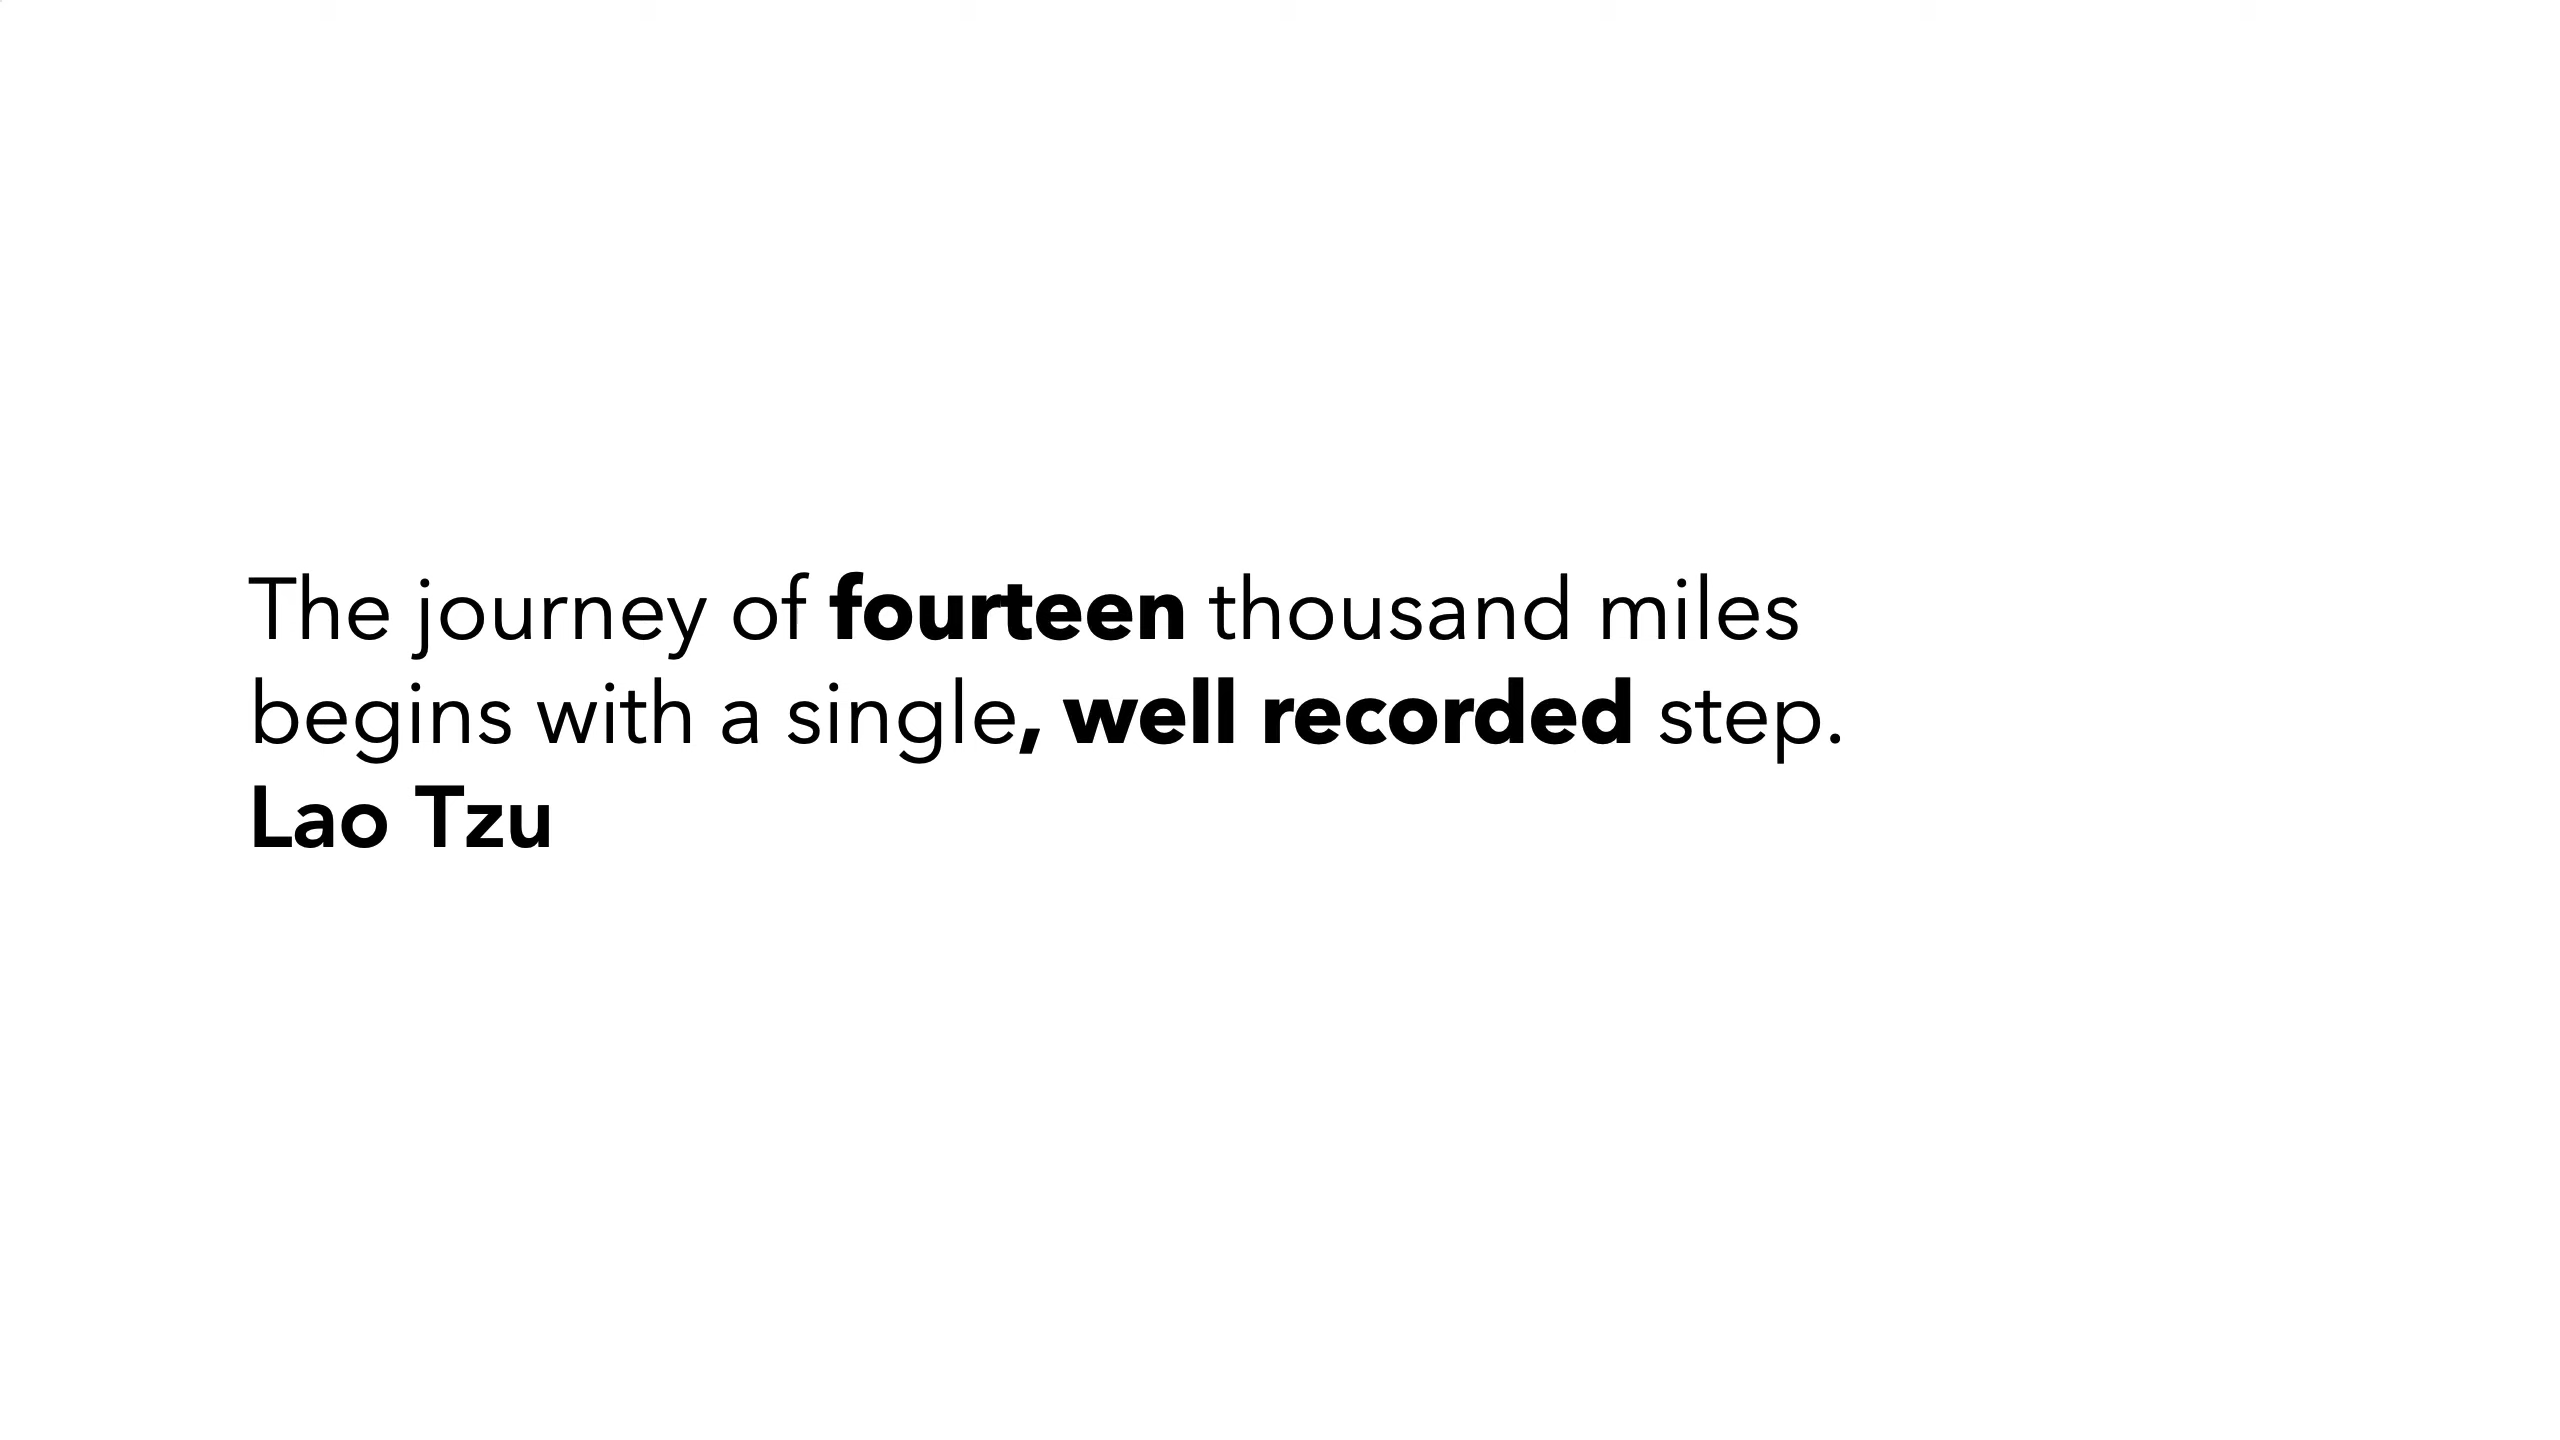 The journey of fourteen thousand miles
begins with a single, well recorded step.
Lao Tzu